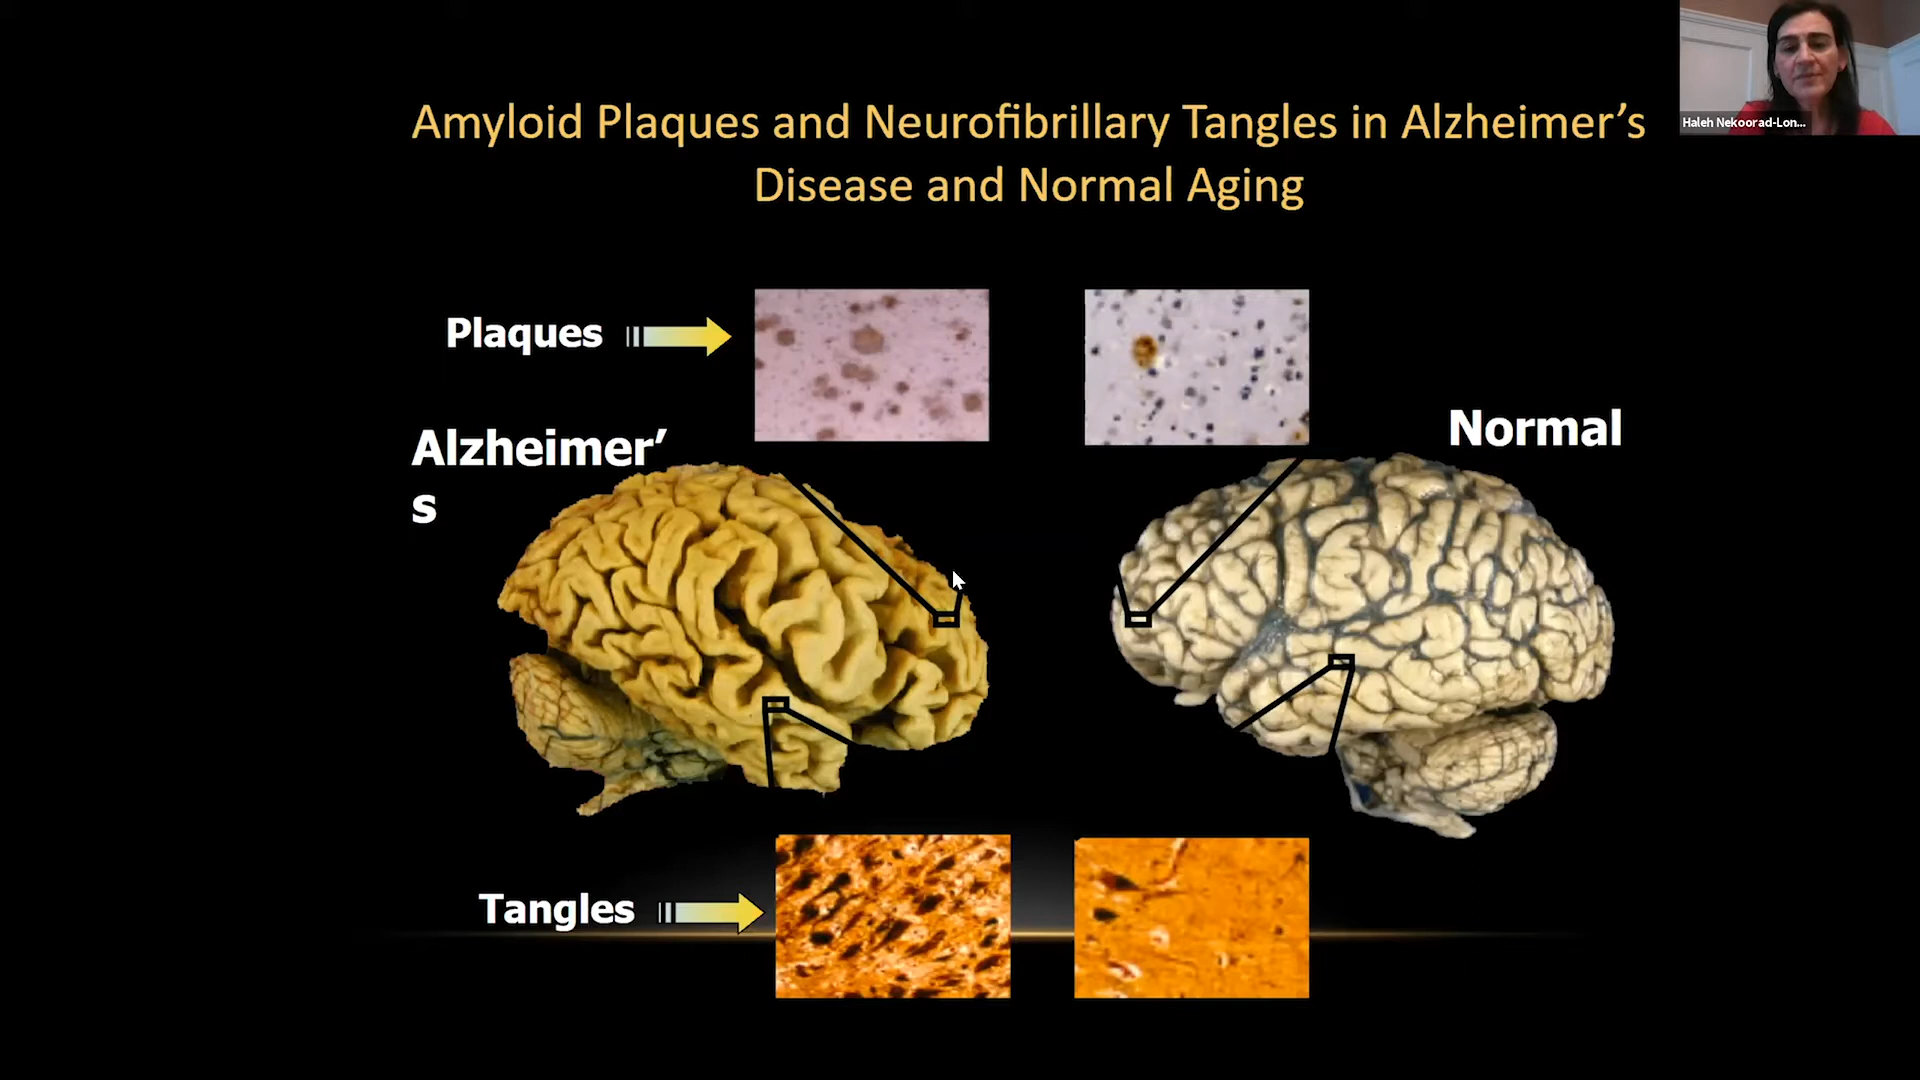 Amyloid Plaques and Neurofibrillary Tangles in Alzheimer’s
Disease and Normal Aging
Haleh Nekoorad-Lon...
Plaques
Alzheimer’
s
Normal
Tangles